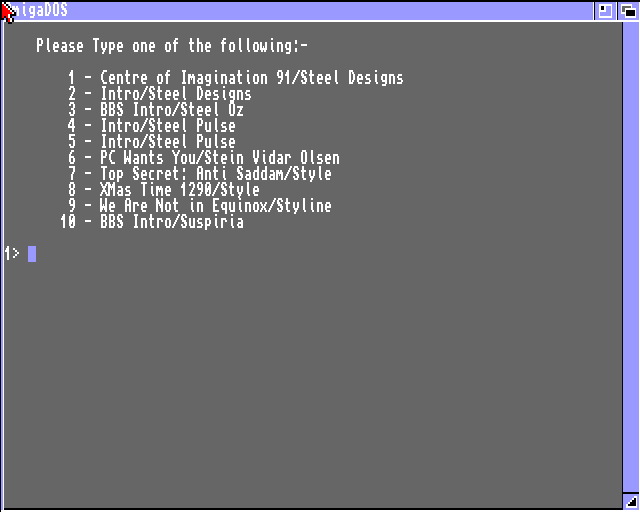 AmigaDOS
Please Type one of the following:-
1 - Centre of Imagination 91/Steel Designs
2 - Intro/Steel Designs
3 - BBS Intro/Steel Oz
4 - Intro/Steel Pulse
5 - Intro/Steel Pulse
6 - PC Wants You/Stein Vidar Olsen
7 - Top Secret: Anti Saddam/Style
8 - XMas Time 1290/Style
9 - We Are Not in Equinox/Styline
10 - BBS Intro/Suspiria
1>